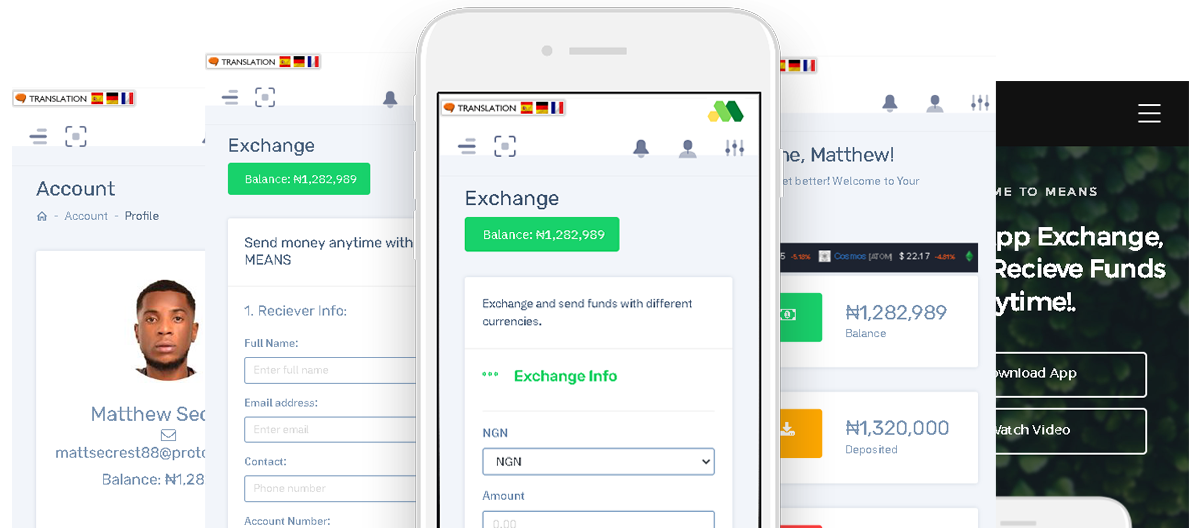 TRANSLATION
Account
- Account - Profile
Matthew Sec
mattsecrest88@proto
Balance: ₦1,28
TRANSLATION
Exchange
Balance: ₦1,282,989
Send money anytime with
MEANS
1. Reciever Info:
Full Name:
Enter full name
Email address:
Enter email
Contact:
Phone number
Account Number:
TRANSLATION
Exchange
Balance: ₦1,282,989
Exchange and send funds with different
currencies.
Exchange Info
NGN
NGN
Amount
0.00
ne, Matthew!
et better! Welcome to Your
5 -5.18% Cosmos [ATOM] $ 22.17 -4.81%
₦1,282,989
Balance
₦1,320,000
Deposited
ME TO MEANS
pp Exchange,
Recieve Funds
ytime!.
ownload App
Watch Video